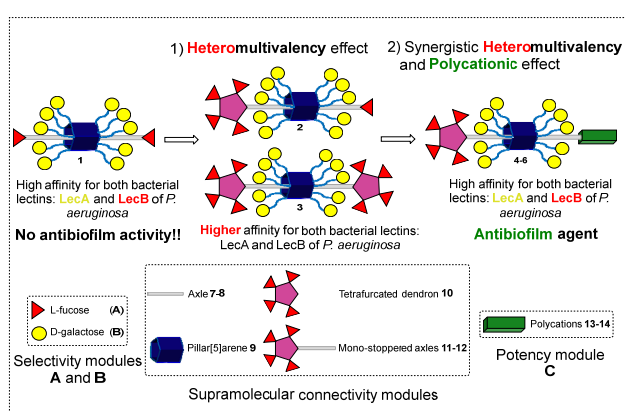 1) Heteromultivalency effect
2) Synergistic Heteromultivalency
and Polycationic effect
1
2
3
4-6
High affinity for both bacterial
lectins: LecA and LecB of P.
aeruginosa
No antibiofilm activity!!
Higher affinity for both bacterial lectins:
LecA and LecB of P. aeruginosa
High affinity for both bacterial
lectins: LecA and LecB of P.
aeruginosa
Antibiofilm agent
L-fucose (A)
D-galactose (B)
Selectivity modules
A and B
Axle 7-8
Tetrafurcated dendron 10
Pillar[5]arene 9
Mono-stoppered axles 11-12
Supramolecular connectivity modules
Polycations 13-14
Potency module
C